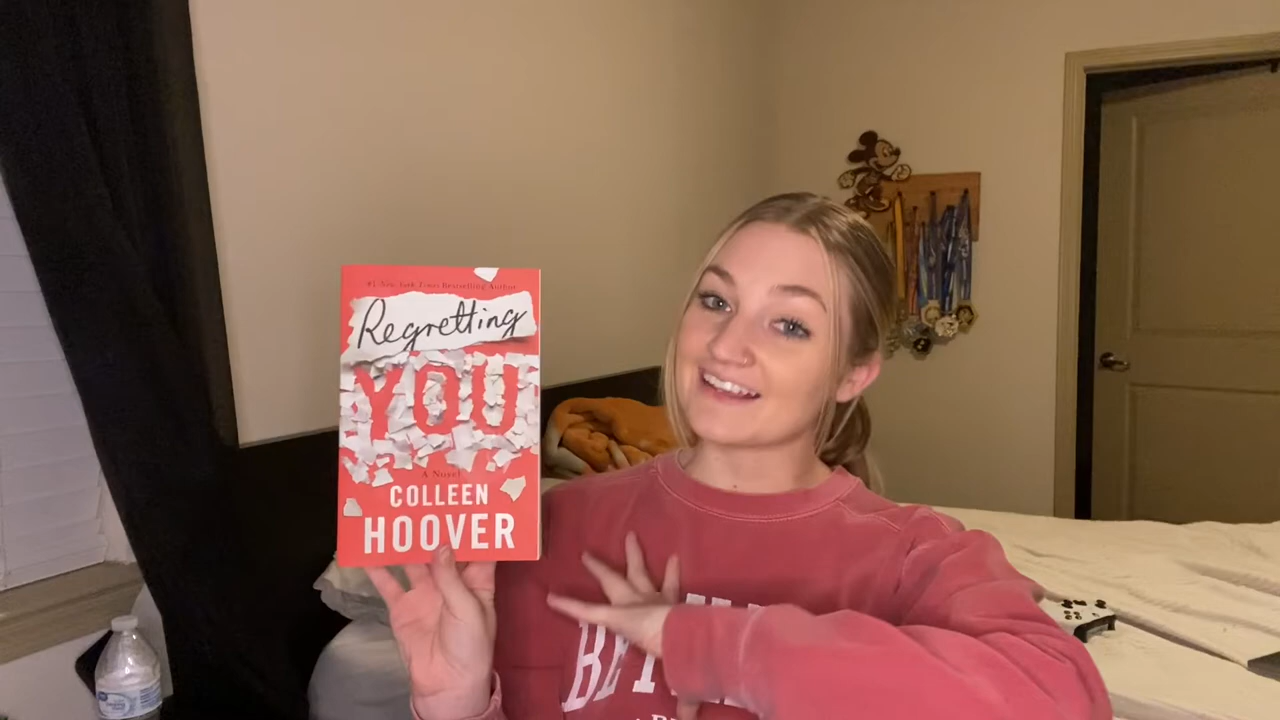 #1 New York Times Bestselling Author
Regretting
YOU
A Novel
COLLEEN
HOOVER